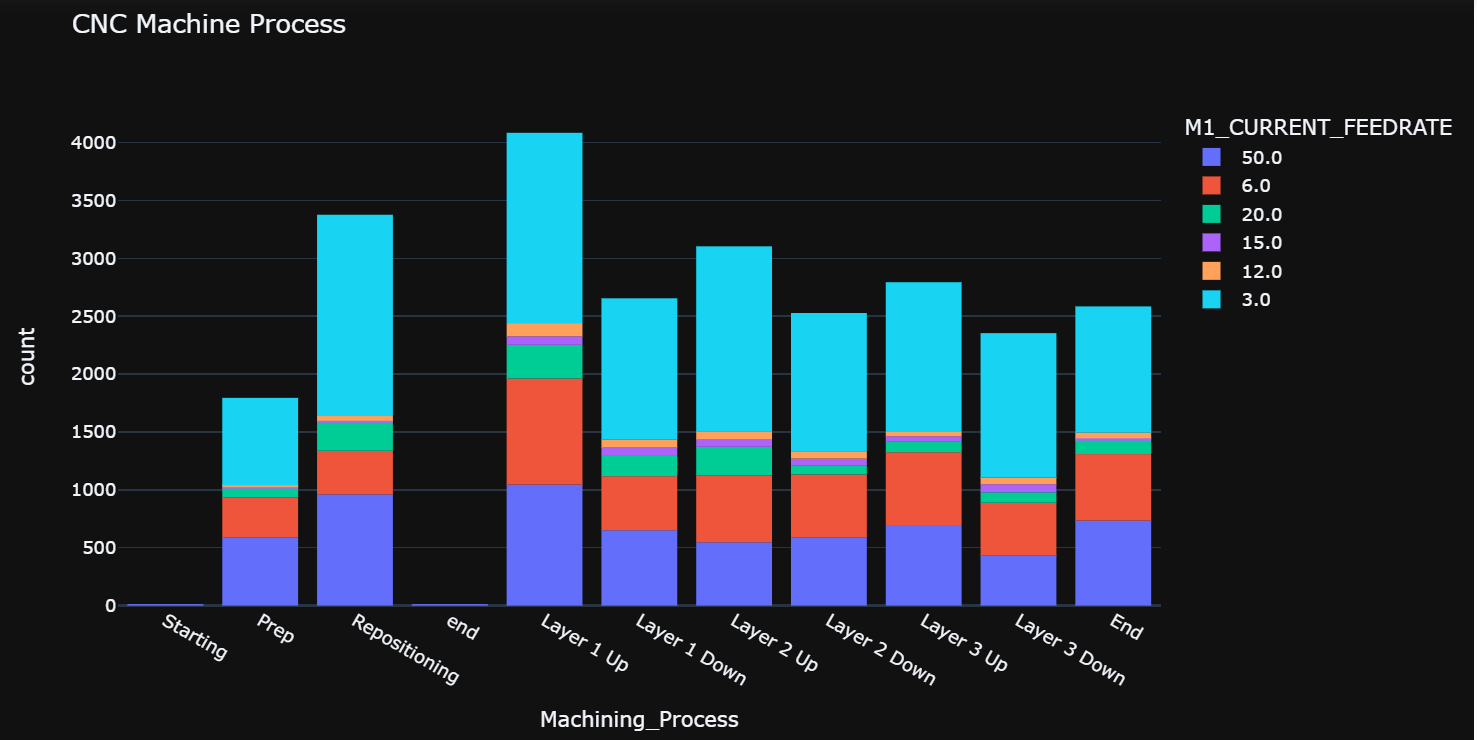 CNC Machine Process
M1_CURRENT_FEEDRATE
50.0
6.0
20.0
15.0
12.0
3.0
count
4000
3500
3000
2500
2000
1500
1000
500
0
Starting
Prep
Repositioning
end
Layer 1 Up
Layer 1 Down
Layer 2 Up
Layer 2 Down
Layer 3 Up
Layer 3 Down
End
Machining_Process